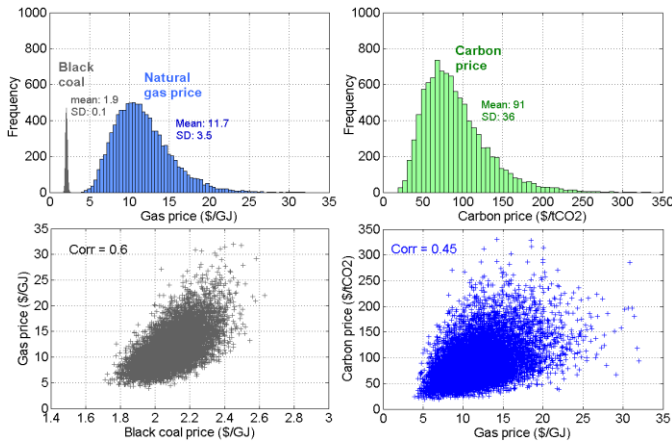 1000
800
600
400
200
0
Frequency
Black
coal
mean: 1.9
SD: 0.1
Natural
gas price
Mean: 11.7
SD: 3.5
0 5 10 15 20 25 30 35
Gas price ($/GJ)
1000
800
600
400
200
0
Frequency
Carbon
price
Mean: 91
SD: 36
0 50 100 150 200 250 300 350
Carbon price ($/tCO2)
35
30
25
20
15
10
5
0
Gas price ($/GJ)
Corr = 0.6
1.4 1.6 1.8 2 2.2 2.4 2.6 2.8 3
Black coal price ($/GJ)
350
300
250
200
150
100
50
0
Carbon price ($/tCO2)
Corr = 0.45
0 5 10 15 20 25 30 35
Gas price ($/GJ)